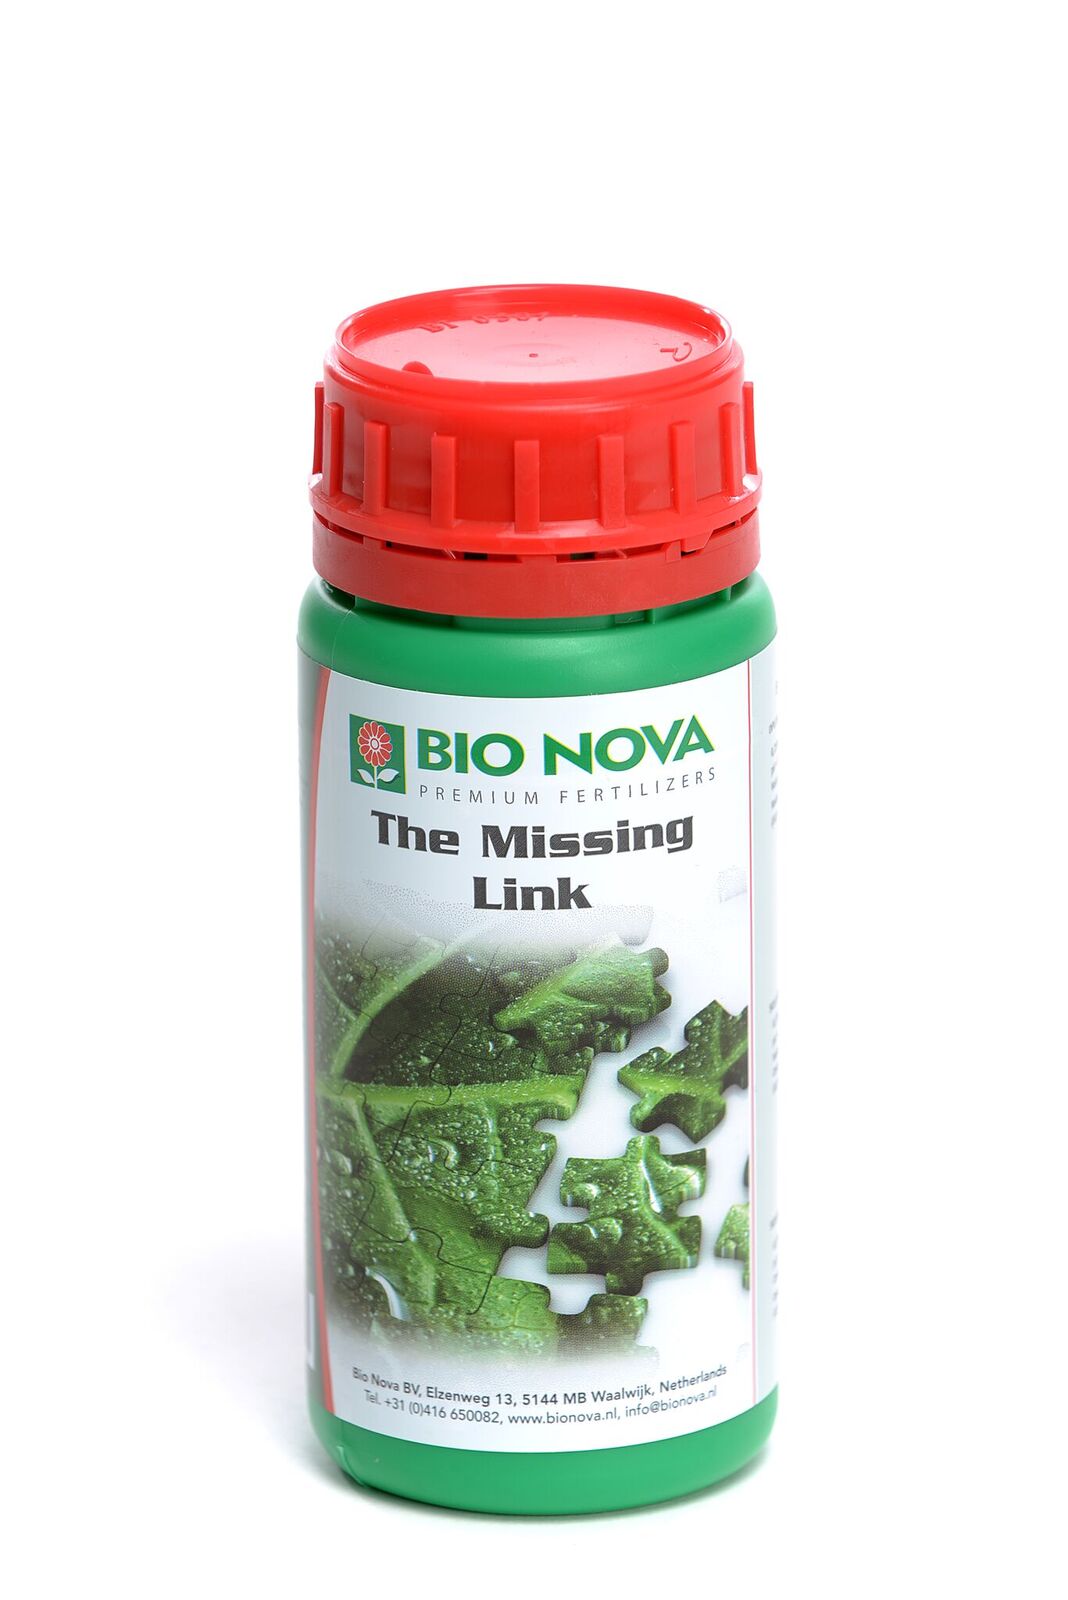 BIO NOVA
PREMIUM FERTILIZERS
The Missing
Link
Bio Nova BV, Elzenweg 13, 5144 MB Waalwijk, Netherlands
Tel. +31 (0)416 650082, www.bionova.nl, info@bionova.nl